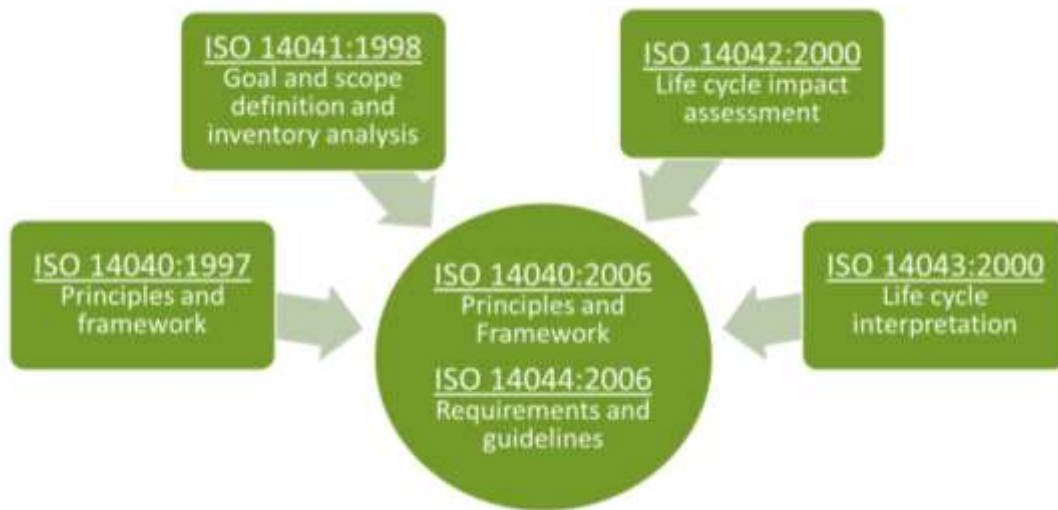 ISO 14041:1998
Goal and scope
definition and
inventory analysis
ISO 14042:2000
Life cycle impact
assessment
ISO 14040:1997
Principles and
framework
ISO 14040:2006
Principles and
Framework
ISO 14044:2006
Requirements and
guidelines
ISO 14043:2000
Life cycle
interpretation